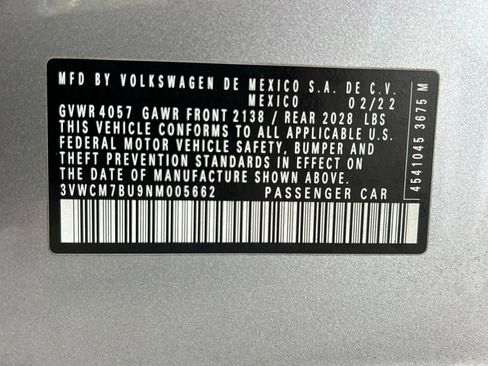 MFD BY VOLKSWAGEN DE MEXICO S.A. DE C.V.
MEXICO 02/22
GVWR 4057 GAWR FRONT 2138 / REAR 2028 LBS
THIS VEHICLE CONFORMS TO ALL APPLICABLE U.S.
FEDERAL MOTOR VEHICLE SAFETY, BUMPER AND
THEFT PREVENTION STANDARDS IN EFFECT ON THE
DATE OF MANUFACTURE SHOWN ABOVE.
3VWCM7BU9NM005662 PASSENGER CAR
4541045 3675 M